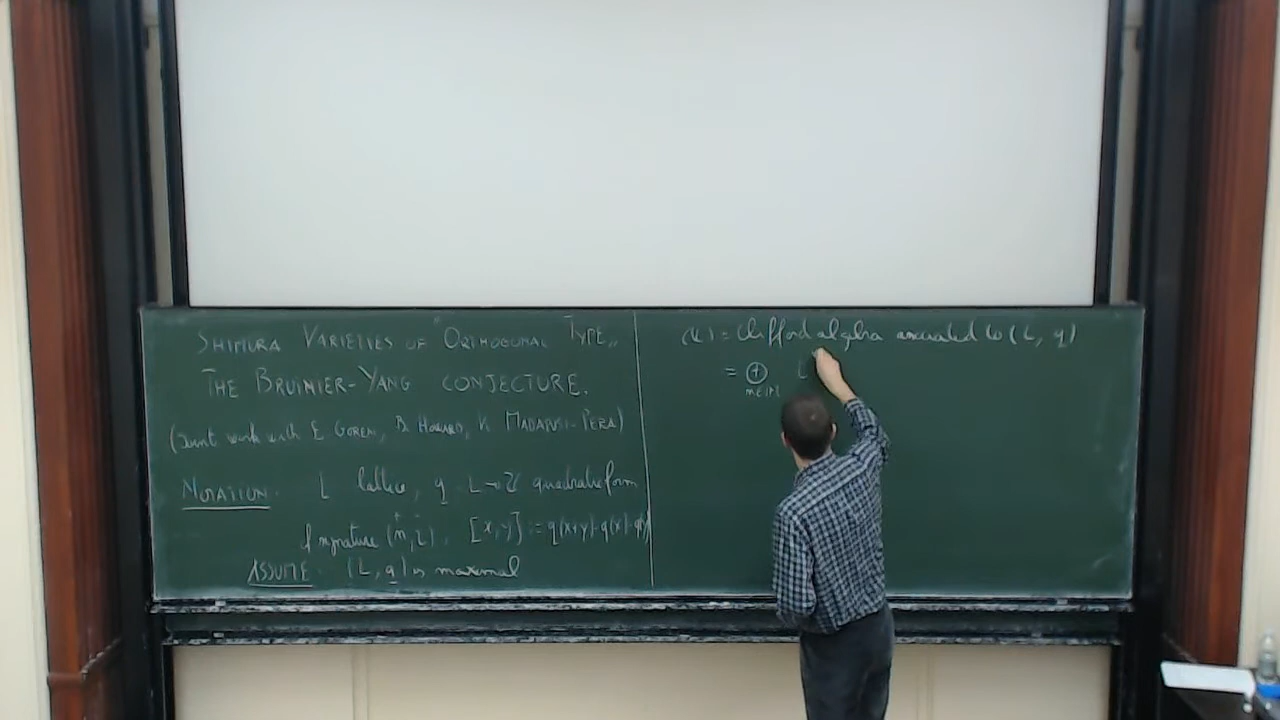 SHIMURA VARIETIES OF "ORTHOGONAL TYPE„
THE BRUINIER-YANG CONJECTURE.
(Joint work with E. GOREN, B. HOWARD, K. MADAPUSI-PERA)
NOTATION. L lattice, q: L→Z quadratic form
of signature (n⁺,2⁻), [x,y] := q(x+y)-q(x)-q(y)
ASSUME (L,q) is maximal
C(L) = Clifford algebra associated to (L, q)
= ⊕ L
m∈ℕ